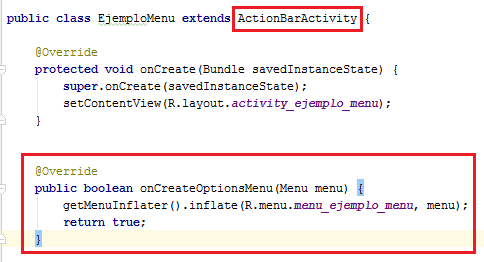 public class EjemploMenu extends ActionBarActivity {
@Override
protected void onCreate(Bundle savedInstanceState) {
super.onCreate(savedInstanceState);
setContentView(R.layout.activity_ejemplo_menu);
}
@Override
public boolean onCreateOptionsMenu(Menu menu) {
getMenuInflater().inflate(R.menu.menu_ejemplo_menu, menu);
return true;
}